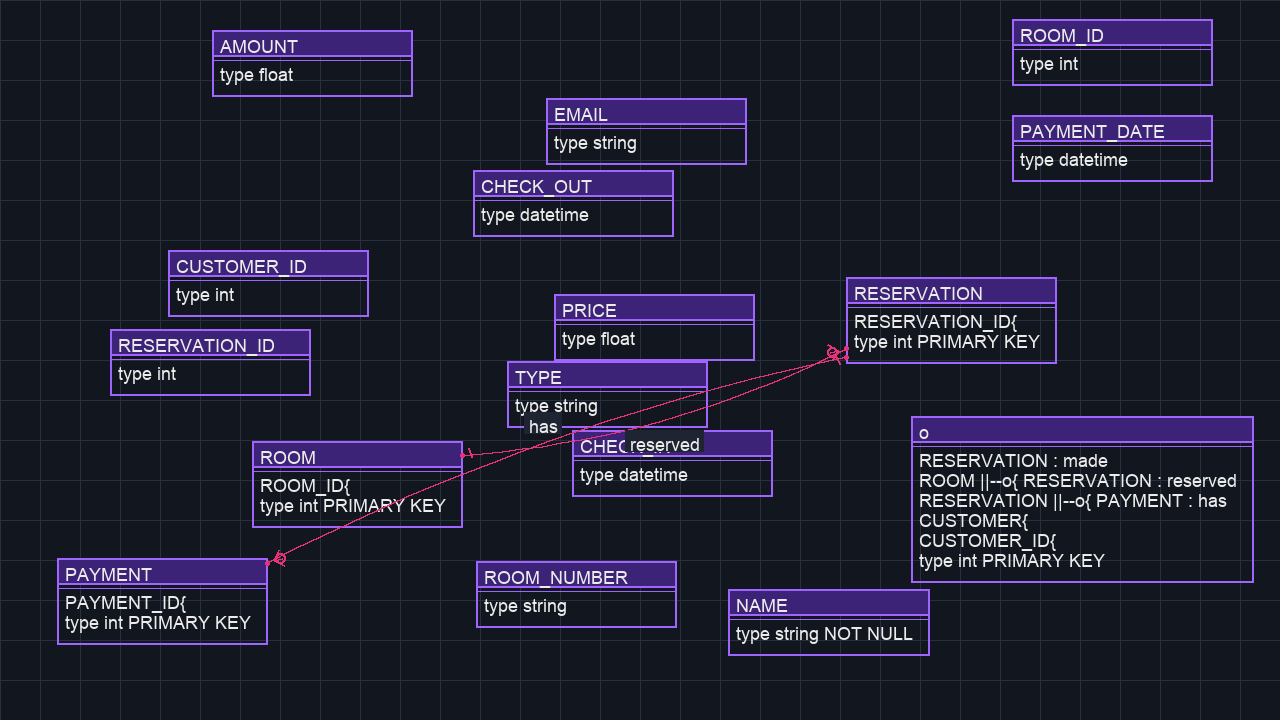 AMOUNT
type float
ROOM_ID
type int
EMAIL
type string
PAYMENT_DATE
type datetime
CHECK_OUT
type datetime
CUSTOMER_ID
type int
RESERVATION
RESERVATION_ID{
type int PRIMARY KEY
PRICE
type float
RESERVATION_ID
type int
TYPE
type string
has
reserved
type datetime
o
RESERVATION : made
ROOM ||--o{ RESERVATION : reserved
RESERVATION ||--o{ PAYMENT : has
CUSTOMER{
CUSTOMER_ID{
type int PRIMARY KEY
ROOM
ROOM_ID{
type int PRIMARY KEY
PAYMENT
PAYMENT_ID{
type int PRIMARY KEY
ROOM_NUMBER
type string
NAME
type string NOT NULL